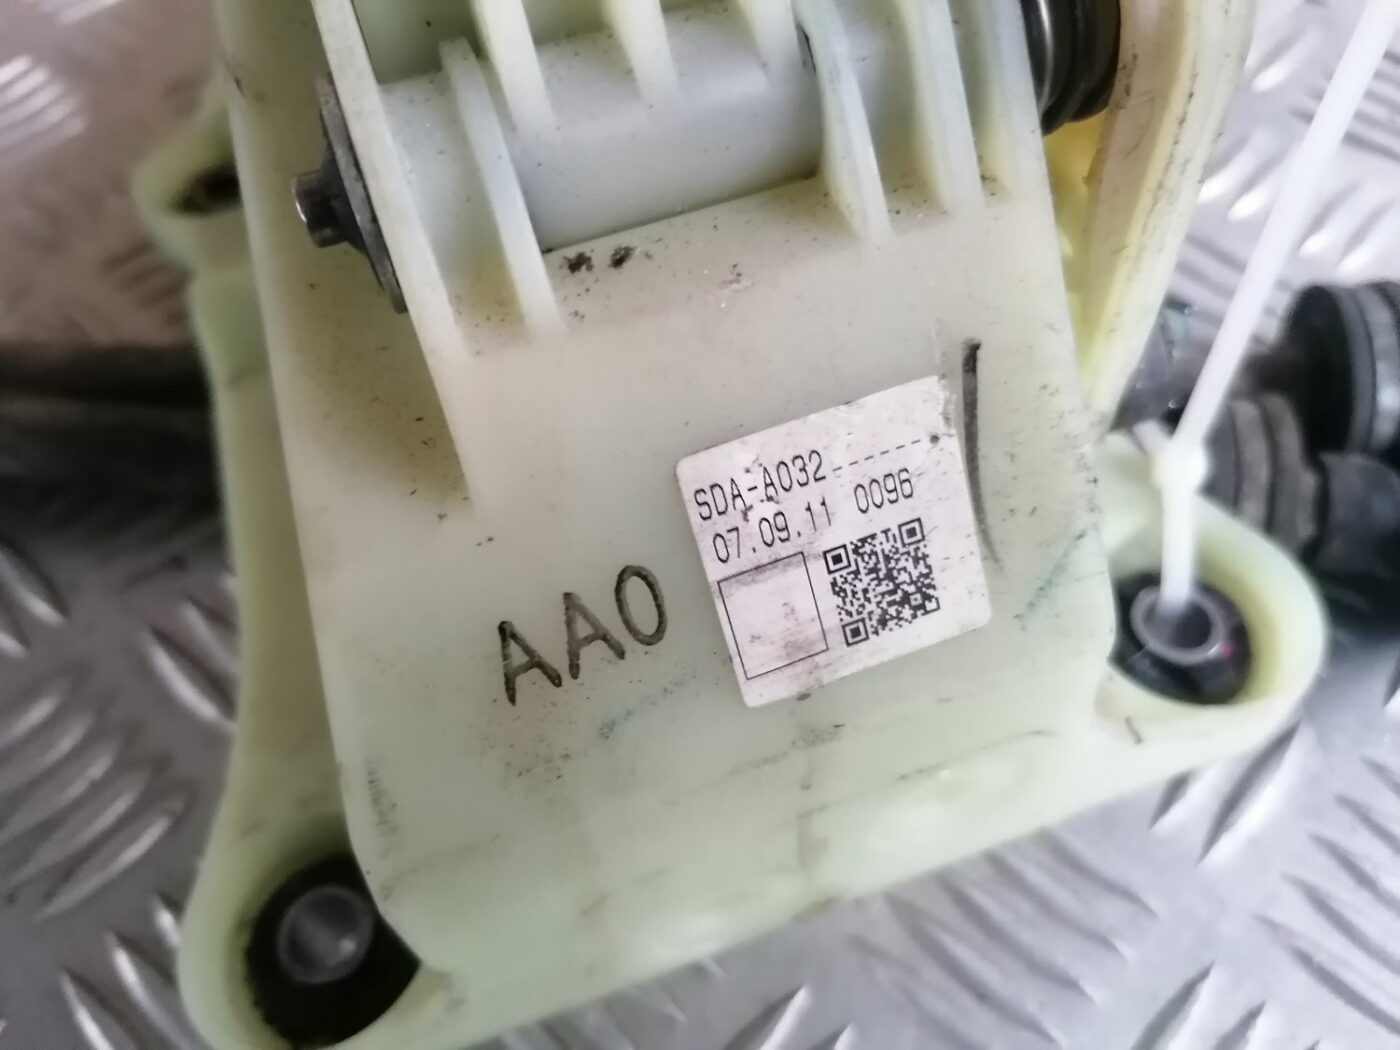 SDA-A032------
07.09.11 0096
AA0